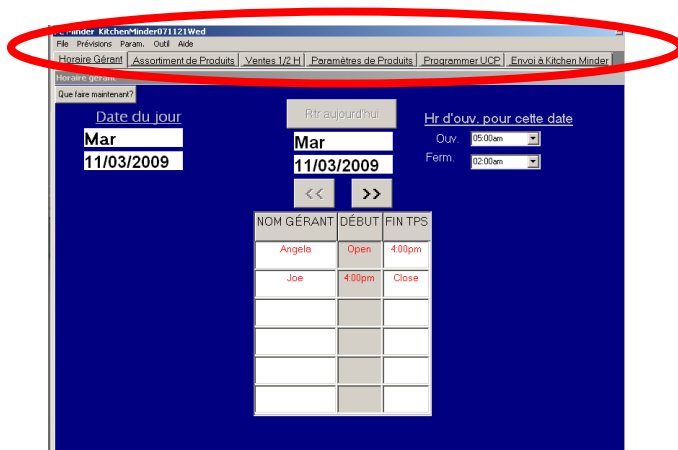 Minder KitchenMinder071121Wed
File Prévisions Param. Outil Aide
Horaire Gérant Assortiment de Produits Ventes 1/2 H Paramètres de Produits Programmer UCP Envoi à Kitchen Minder
Horaire gérant
Que faire maintenant?
Date du jour Rtr aujourd'hui Hr d'ouv. pour cette date
Mar Mar Ouv. 05:00am
11/03/2009 11/03/2009 Ferm. 02:00am
<< >>
NOM GÉRANT DÉBUT FIN TPS
Angela Open 4:00pm
Joe 4:00pm Close